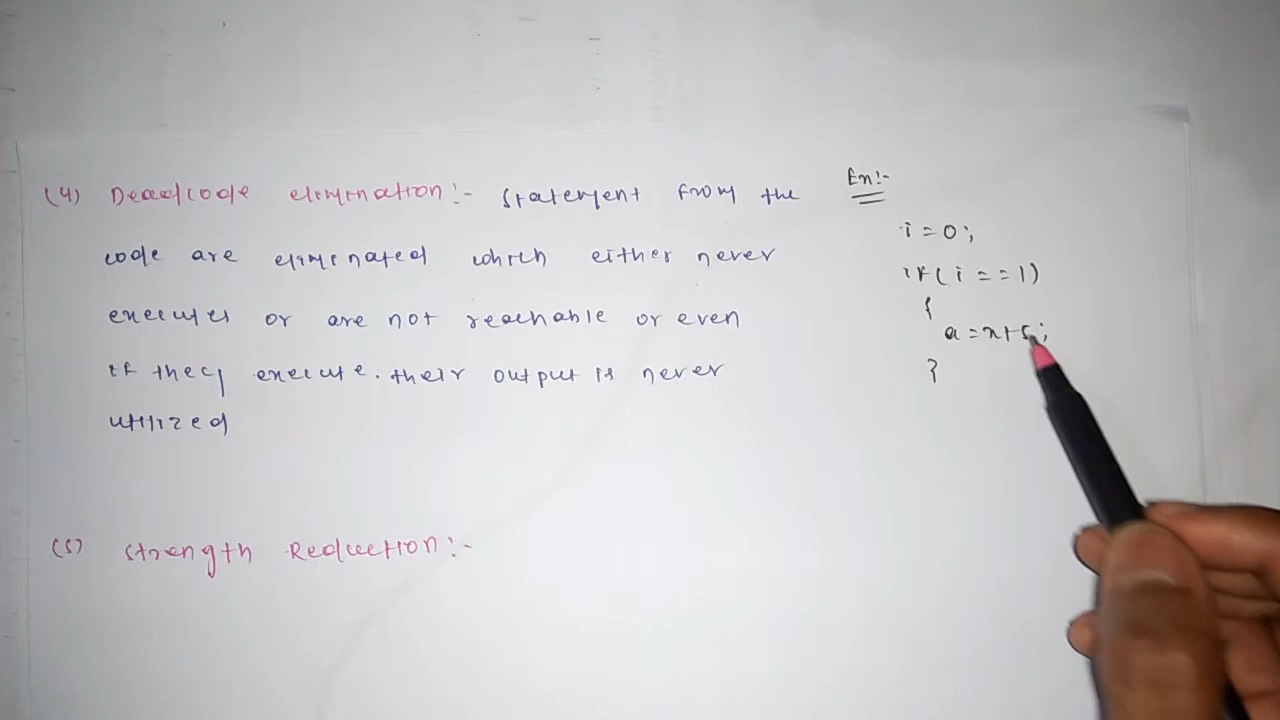 (4) Deadcode elimination :- Statement from the
code are eliminated which either never
executes or are not reachable or even
if they execute. their output is never
utilized
Ex:-
i = 0;
if (i == 1)
{
a = x+5;
}
(5) Strength Reduction :-